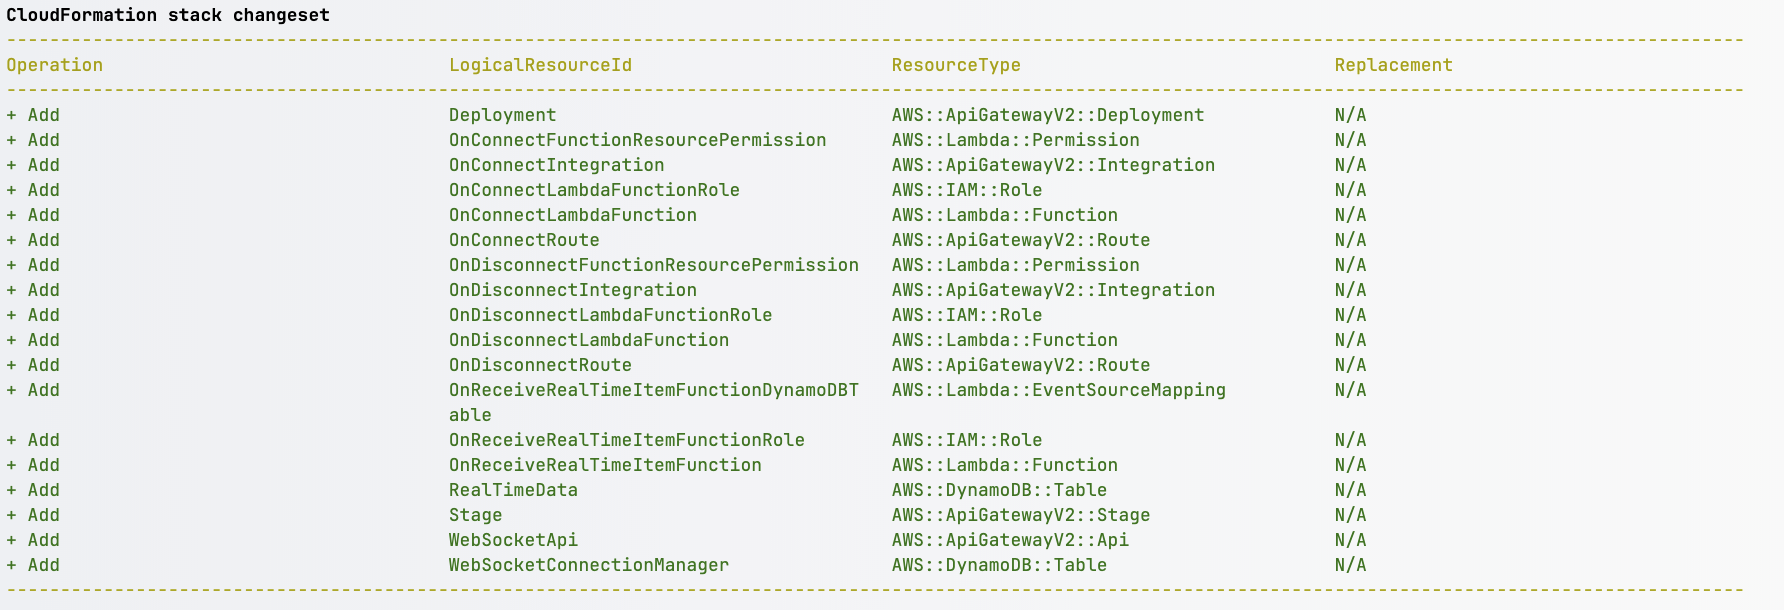 CloudFormation stack changeset
-----------------------------------------------------------------------------------------------------------------------------------------------------------------
Operation LogicalResourceId ResourceType Replacement
-----------------------------------------------------------------------------------------------------------------------------------------------------------------
+ Add Deployment AWS::ApiGatewayV2::Deployment N/A
+ Add OnConnectFunctionResourcePermission AWS::Lambda::Permission N/A
+ Add OnConnectIntegration AWS::ApiGatewayV2::Integration N/A
+ Add OnConnectLambdaFunctionRole AWS::IAM::Role N/A
+ Add OnConnectLambdaFunction AWS::Lambda::Function N/A
+ Add OnConnectRoute AWS::ApiGatewayV2::Route N/A
+ Add OnDisconnectFunctionResourcePermission AWS::Lambda::Permission N/A
+ Add OnDisconnectIntegration AWS::ApiGatewayV2::Integration N/A
+ Add OnDisconnectLambdaFunctionRole AWS::IAM::Role N/A
+ Add OnDisconnectLambdaFunction AWS::Lambda::Function N/A
+ Add OnDisconnectRoute AWS::ApiGatewayV2::Route N/A
+ Add OnReceiveRealTimeItemFunctionDynamoDBT AWS::Lambda::EventSourceMapping N/A
able
+ Add OnReceiveRealTimeItemFunctionRole AWS::IAM::Role N/A
+ Add OnReceiveRealTimeItemFunction AWS::Lambda::Function N/A
+ Add RealTimeData AWS::DynamoDB::Table N/A
+ Add Stage AWS::ApiGatewayV2::Stage N/A
+ Add WebSocketApi AWS::ApiGatewayV2::Api N/A
+ Add WebSocketConnectionManager AWS::DynamoDB::Table N/A
-----------------------------------------------------------------------------------------------------------------------------------------------------------------